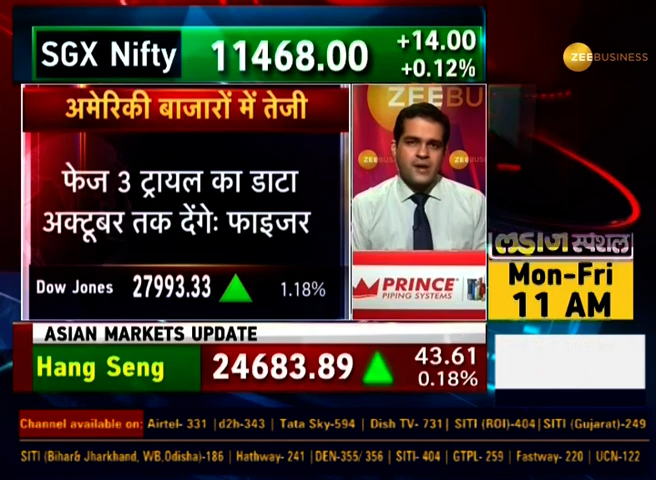 SGX Nifty 11468.00 +14.00
+0.12%
ZEEBUSINESS
अमेरिकी बाजारों में तेजी
ZEEBU
फेज 3 ट्रायल का डाटा
अक्टूबर तक देंगेः फाइजर
Dow Jones 27993.33 1.18%
PRINCE
PIPING SYSTEMS
स्पेशल
Mon-Fri
11 AM
ASIAN MARKETS UPDATE
Hang Seng 24683.89 43.61
0.18%
Channel available on: Airtel- 331 | d2h-343 | Tata Sky-594 | Dish TV- 731 | SITI (ROI)-404 | SITI (Gujarat)-249
SITI (Bihar& Jharkhand, WB,Odisha)-186 | Hathway- 241 | DEN-355/ 356 | SITI- 404 | GTPL- 259 | Fastway- 220 | UCN-122